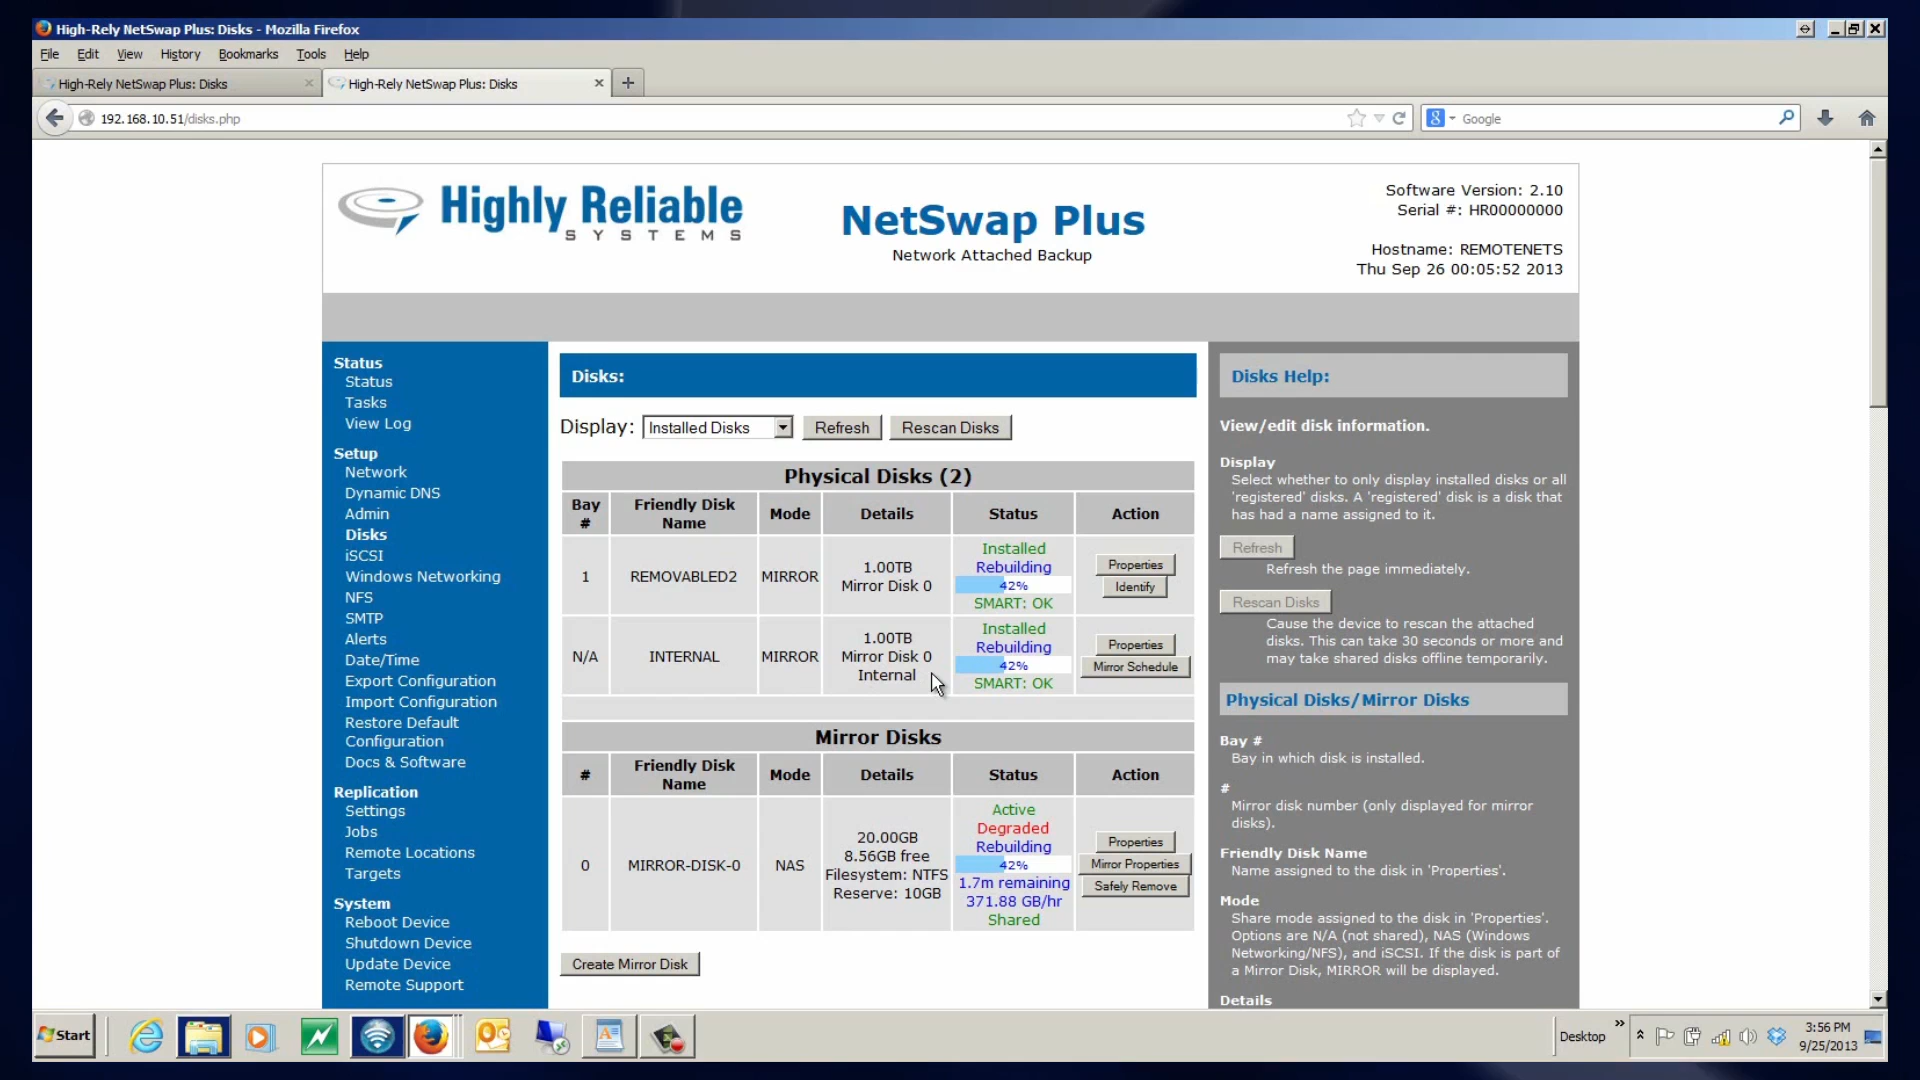 High-Rely NetSwap Plus: Disks - Mozilla Firefox
File Edit View History Bookmarks Tools Help
High-Rely NetSwap Plus: Disks
High-Rely NetSwap Plus: Disks
192.168.10.51/disks.php
Google
Highly Reliable
SYSTEMS
NetSwap Plus
Network Attached Backup
Software Version: 2.10
Serial #: HR00000000
Hostname: REMOTENETS
Thu Sep 26 00:05:52 2013
Status
Status
Tasks
View Log
Setup
Network
Dynamic DNS
Admin
Disks
iSCSI
Windows Networking
NFS
SMTP
Alerts
Date/Time
Export Configuration
Import Configuration
Restore Default
Configuration
Docs & Software
Replication
Settings
Jobs
Remote Locations
Targets
System
Reboot Device
Shutdown Device
Update Device
Remote Support
Disks:
Display: Installed Disks Refresh Rescan Disks
Physical Disks (2)
Bay # Friendly Disk Name Mode Details Status Action
1 REMOVABLED2 MIRROR
1.00TB
Mirror Disk 0
Installed
Rebuilding
42%
SMART: OK
Properties
Identify
N/A INTERNAL MIRROR
1.00TB
Mirror Disk 0
Internal
Installed
Rebuilding
42%
SMART: OK
Properties
Mirror Schedule
Mirror Disks
# Friendly Disk Name Mode Details Status Action
0 MIRROR-DISK-0 NAS
20.00GB
8.56GB free
Filesystem: NTFS
Reserve: 10GB
Active
Degraded
Rebuilding
42%
1.7m remaining
371.88 GB/hr
Shared
Properties
Mirror Properties
Safely Remove
Create Mirror Disk
Disks Help:
View/edit disk information.
Display
Select whether to only display installed disks or all
'registered' disks. A 'registered' disk is a disk that
has had a name assigned to it.
Refresh
Refresh the page immediately.
Rescan Disks
Cause the device to rescan the attached
disks. This can take 30 seconds or more and
may take shared disks offline temporarily.
Physical Disks/Mirror Disks
Bay #
Bay in which disk is installed.
#
Mirror disk number (only displayed for mirror
disks).
Friendly Disk Name
Name assigned to the disk in 'Properties'.
Mode
Share mode assigned to the disk in 'Properties'.
Options are N/A (not shared), NAS (Windows
Networking/NFS), and iSCSI. If the disk is part of
a Mirror Disk, MIRROR will be displayed.
Details
Start
Desktop
3:56 PM
9/25/2013